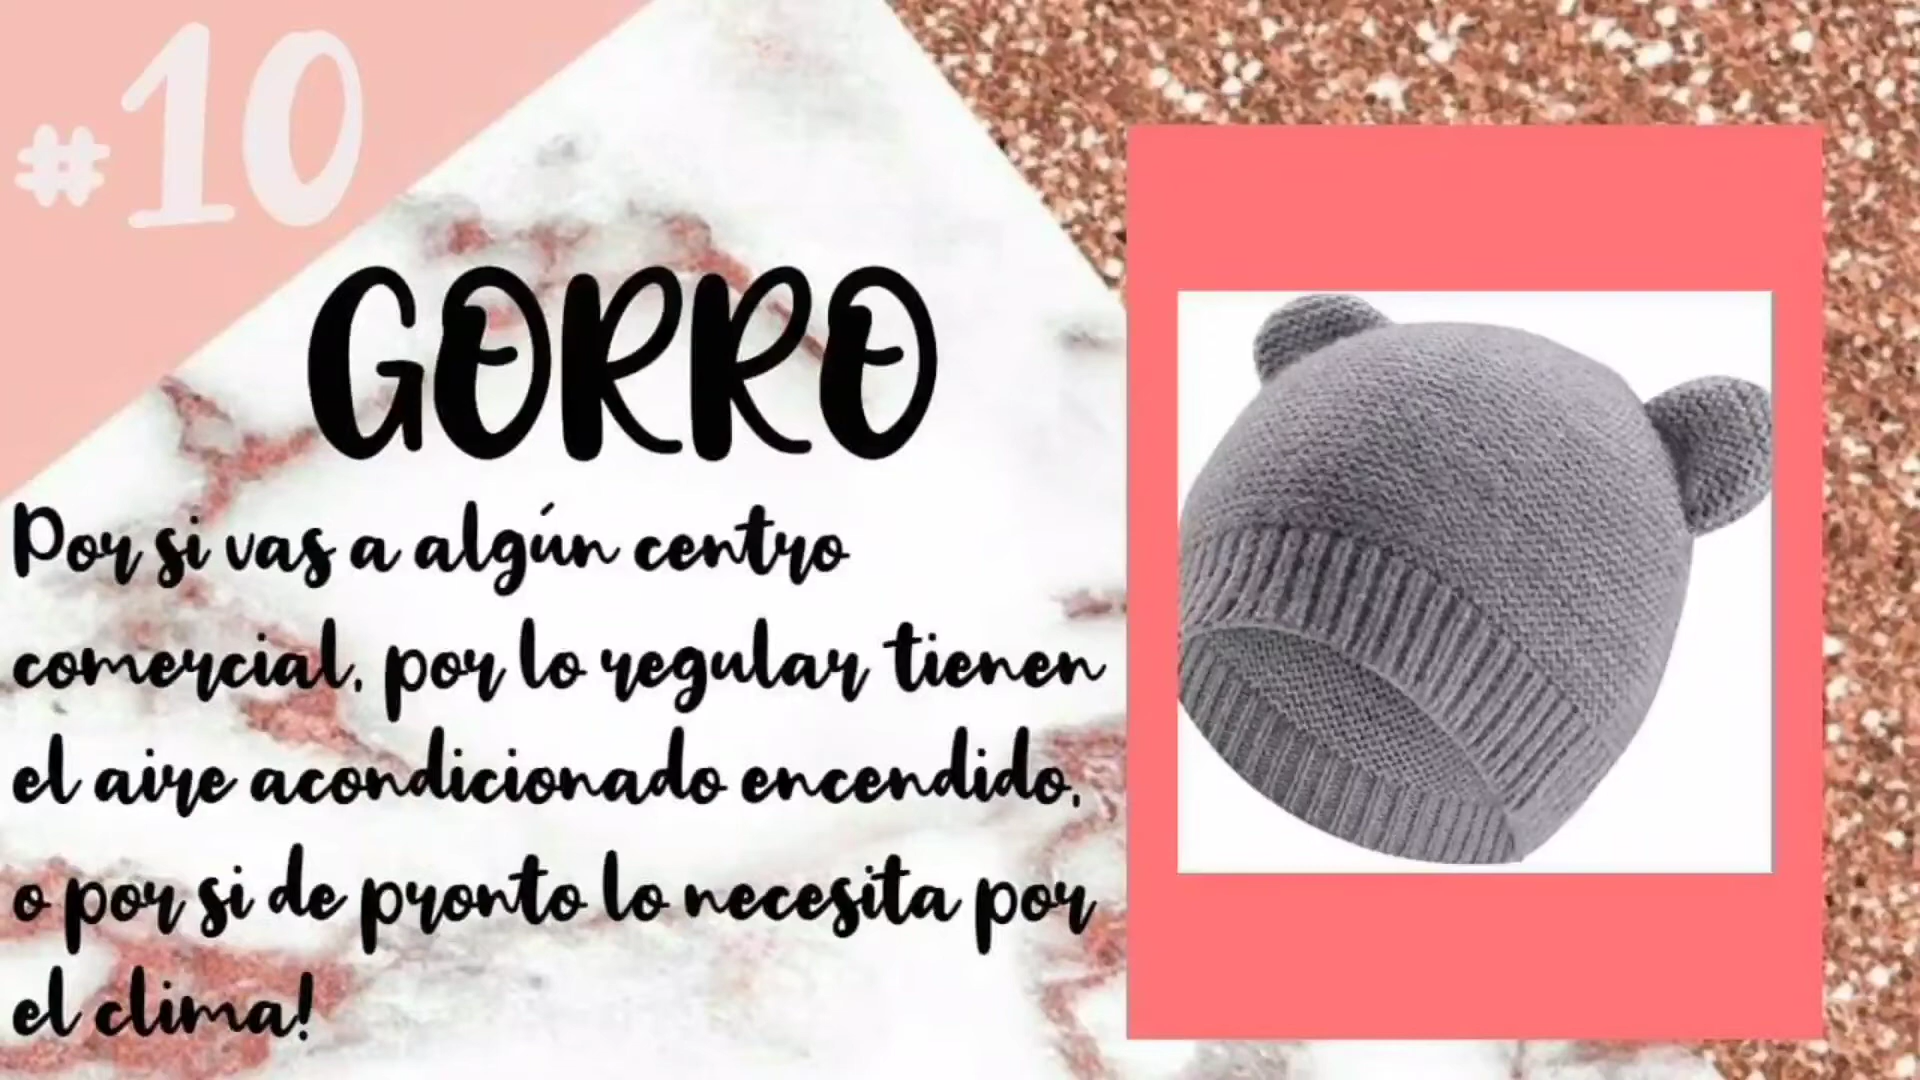 #10
GORRO
Por si vas a algún centro
comercial, por lo regular tienen
el aire acondicionado encendido,
o por si de pronto lo necesita por
el clima!